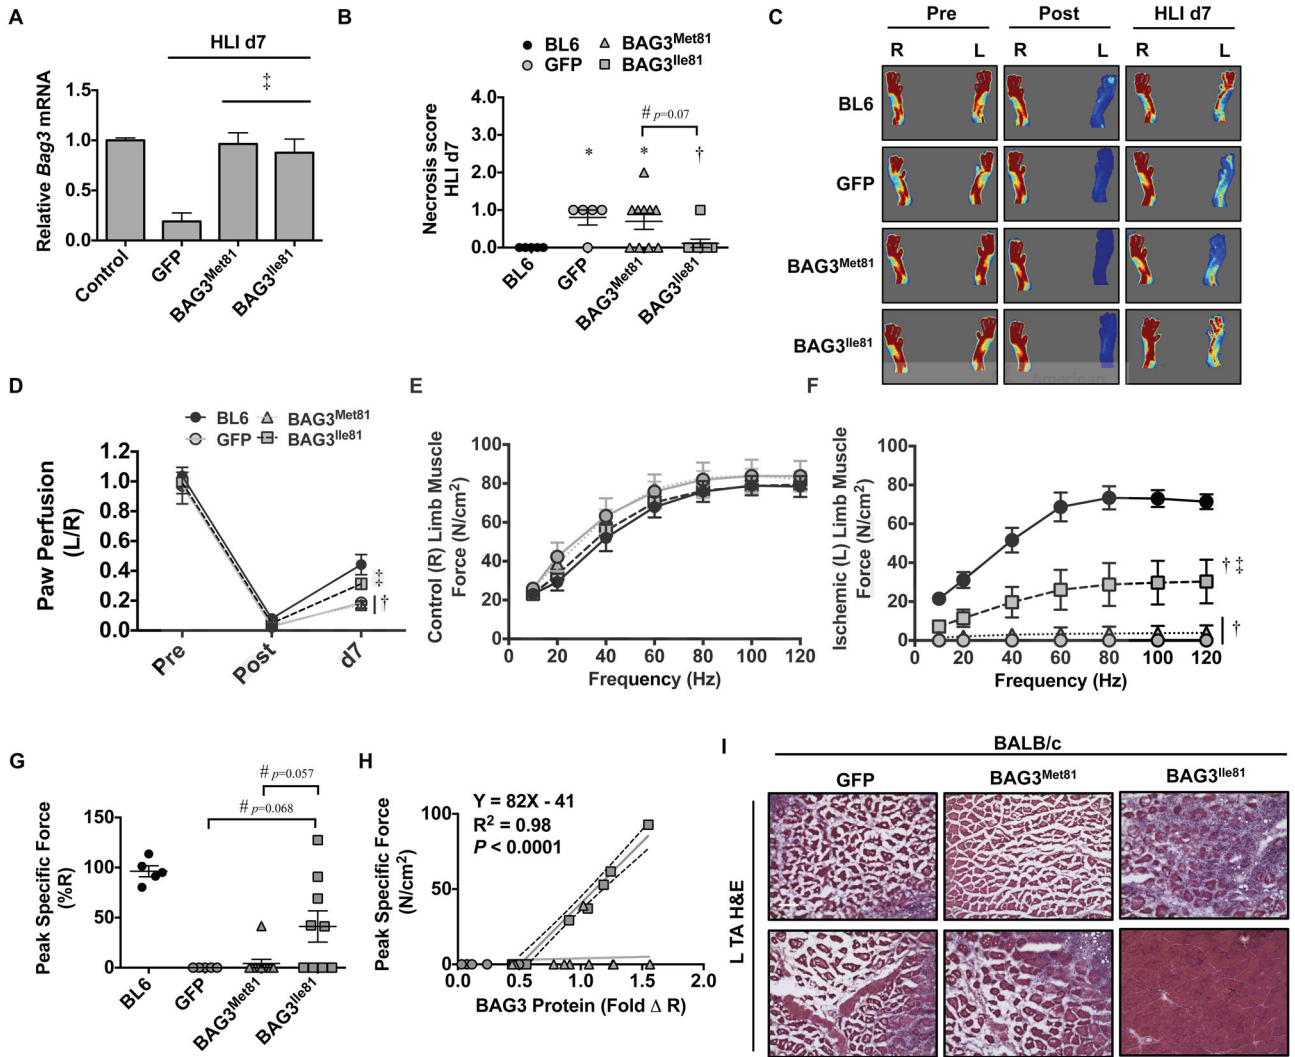 A
HLI d7
‡
Relative Bag3 mRNA
1.5
1.0
0.5
0.0
Control
GFP
BAG3Met81
BAG3Ile81
B
BL6
BAG3Met81
GFP
BAG3Ile81
Necrosis score
HLI d7
4.0
3.0
2.0
1.0
0.0
# p=0.07
*
*
†
BL6
GFP
BAG3Met81
BAG3Ile81
C
Pre
Post
HLI d7
R
L
R
L
R
L
BL6
GFP
BAG3Met81
BAG3Ile81
American
D
BL6
BAG3Met81
GFP
BAG3Ile81
Paw Perfusion
(L/R)
1.2
1.0
0.8
0.6
0.4
0.2
0.0
‡
†
Pre
Post
d7
E
Control (R) Limb Muscle
Force (N/cm2)
100
80
60
40
20
0
0
20
40
60
80
100
120
Frequency (Hz)
F
Ischemic (L) Limb Muscle
Force (N/cm2)
100
80
60
40
20
0
† ‡
†
0
20
40
60
80
100
120
Frequency (Hz)
G
# p=0.057
# p=0.068
Peak Specific Force
(%R)
150
100
50
0
BL6
GFP
BAG3Met81
BAG3Ile81
H
Y = 82X - 41
R2 = 0.98
P < 0.0001
Peak Specific Force
(N/cm2)
100
50
0
0.0
0.5
1.0
1.5
2.0
BAG3 Protein (Fold Δ R)
I
BALB/c
GFP
BAG3Met81
BAG3Ile81
L TA H&E